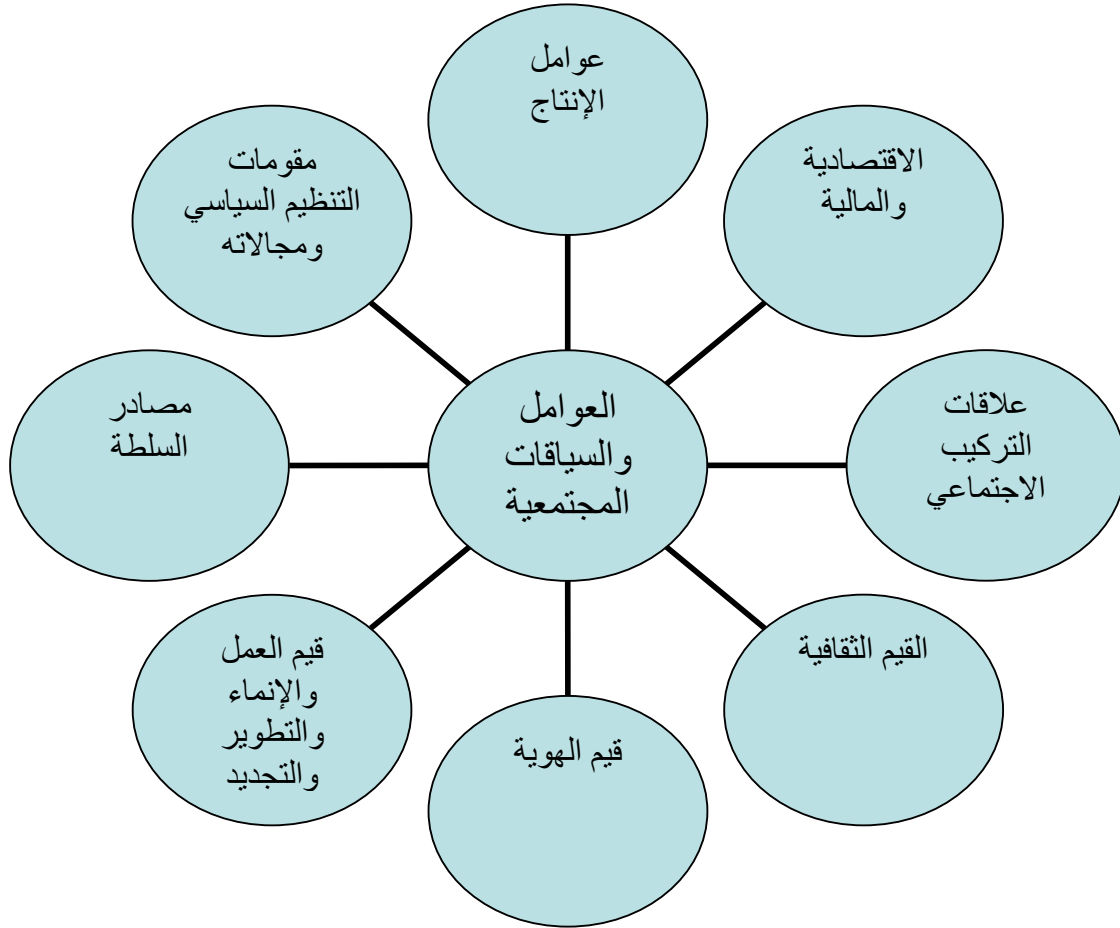 عوامل
الإنتاج
الاقتصادية
والمالية
مقومات
التنظيم السياسي
ومجالاته
علاقات
التركيب
الاجتماعي
العوامل
والسياقات
المجتمعية
مصادر
السلطة
القيم الثقافية
قيم العمل
والإنماء
والتطوير
والتجديد
قيم الهوية